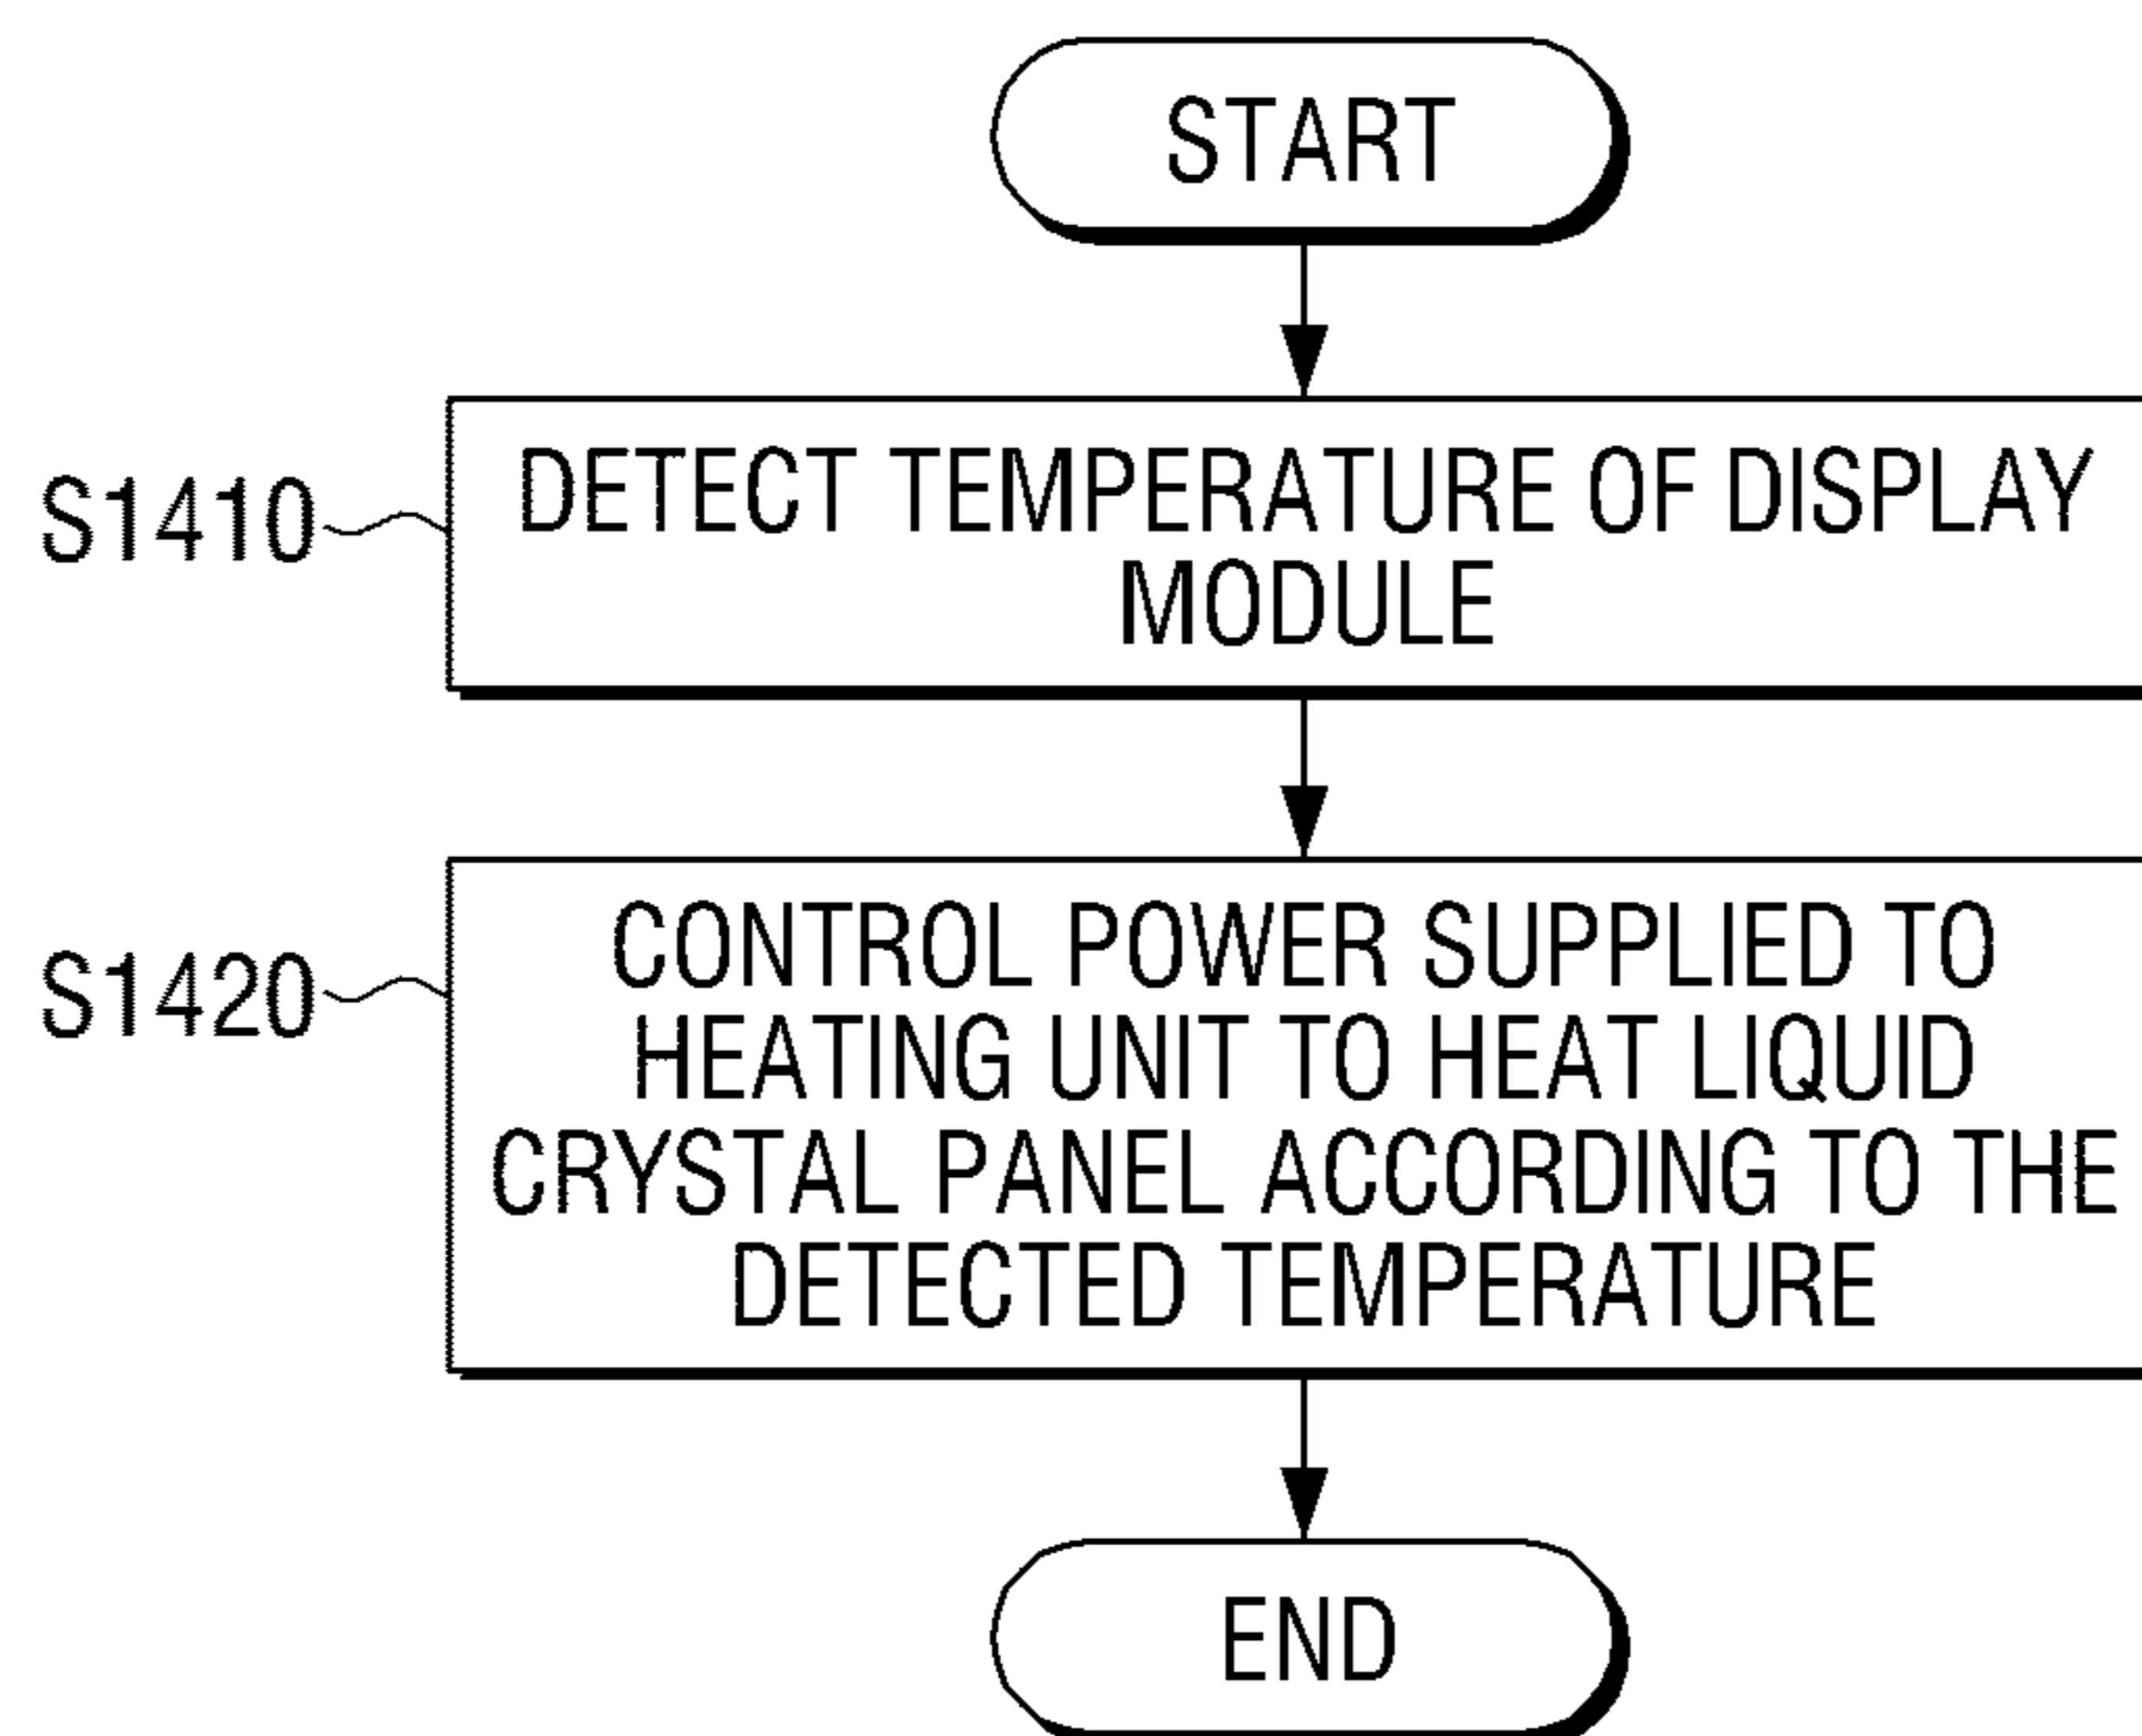 START
S1410
DETECT TEMPERATURE OF DISPLAY
MODULE
S1420
CONTROL POWER SUPPLIED TO
HEATING UNIT TO HEAT LIQUID
CRYSTAL PANEL ACCORDING TO THE
DETECTED TEMPERATURE
END